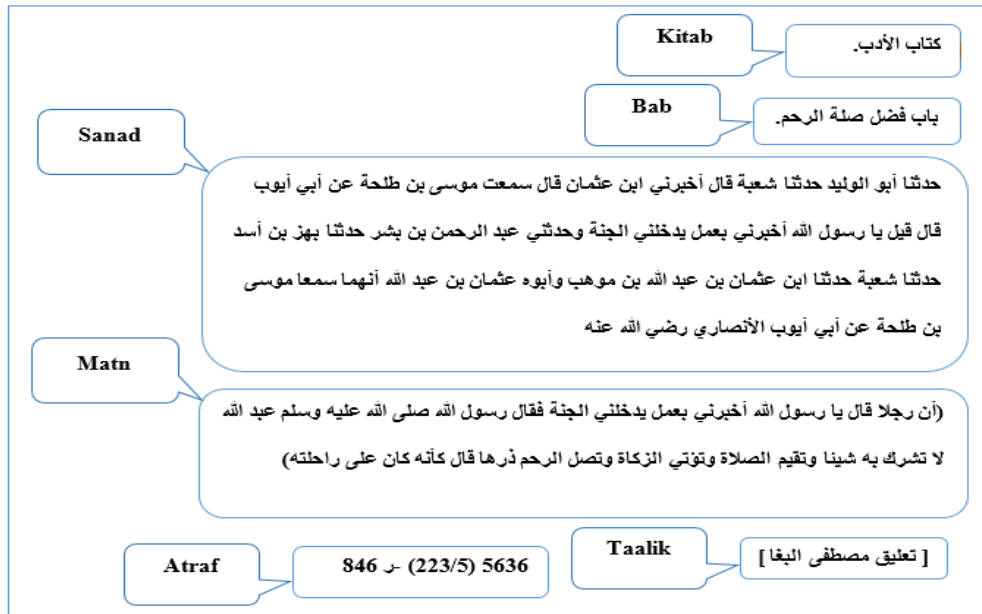 Kitab
كتاب الأدب.
Bab
باب فضل صلة الرحم.
Sanad
حدثنا أبو الوليد حدثنا شعبة قال أخبرني ابن عثمان قال سمعت موسى بن طلحة عن أبي أيوب
قال قيل يا رسول الله أخبرني بعمل يدخلني الجنة وحدثني عبد الرحمن بن بشر حدثنا بهز بن أسد
حدثنا شعبة حدثنا ابن عثمان بن عبد الله بن موهب وأبوه عثمان بن عبد الله أنهما سمعا موسى
بن طلحة عن أبي أيوب الأنصاري رضي الله عنه
Matn
(أن رجلا قال يا رسول الله أخبرني بعمل يدخلني الجنة فقال رسول الله صلى الله عليه وسلم عبد الله
لا تشرك به شينا وتقيم الصلاة وتؤتي الزكاة وتصل الرحم ذرها قال كأنه كان على راحلته)
Taalik
[ تعليق مصطفى البغا ]
Atraf
5636 (223/5) -ر 846